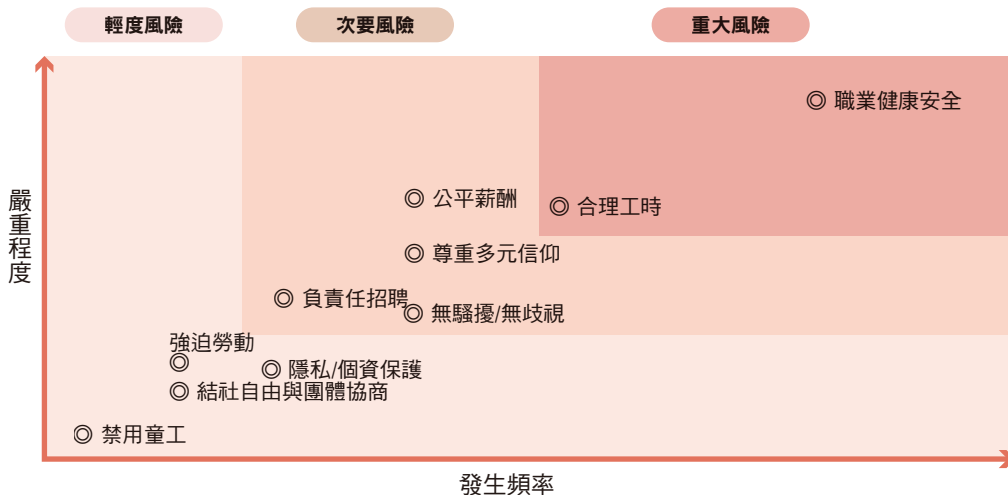 輕度風險
次要風險
重大風險
◎ 職業健康安全
◎ 公平薪酬
◎ 合理工時
嚴重程度
◎ 尊重多元信仰
◎ 負責任招聘
◎ 無騷擾/無歧視
強迫勞動
◎
◎ 隱私/個資保護
◎ 結社自由與團體協商
◎ 禁用童工
發生頻率